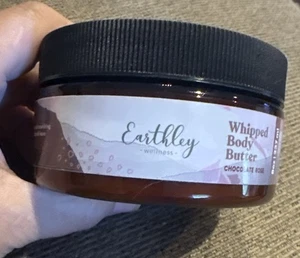 Earthley
wellness
Whipped
Body
Butter
CHOCOLATE ROSE